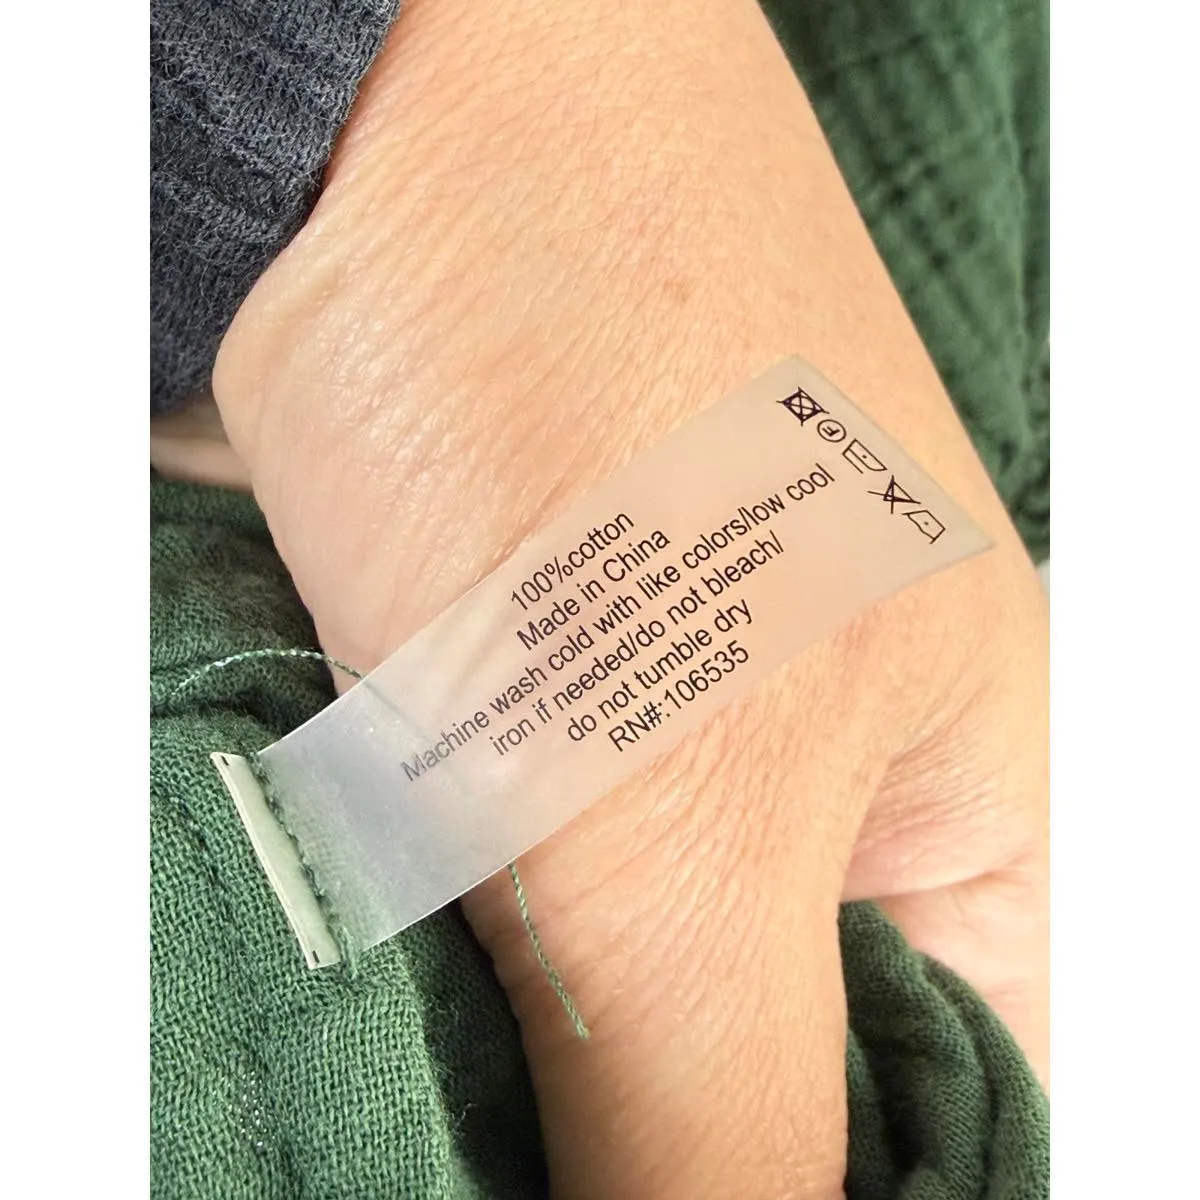 100%cotton
Made in China
Machine wash cold with like colors/low cool
iron if needed/do not bleach/
do not tumble dry
RN#:106535
F